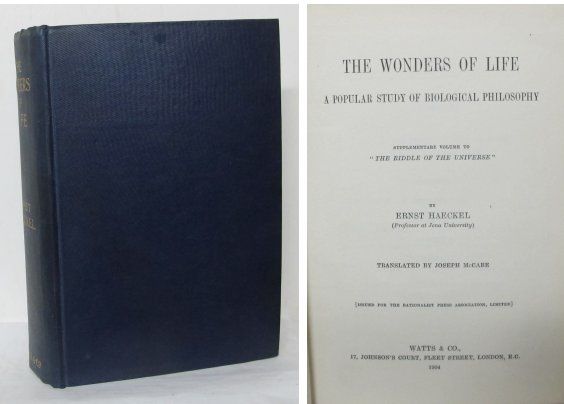 LIFE
THE WONDERS OF LIFE
A POPULAR STUDY OF BIOLOGICAL PHILOSOPHY
SUPPLEMENTARY VOLUME TO
"THE RIDDLE OF THE UNIVERSE"
BY
ERNST HAECKEL
(Professor at Jena University)
TRANSLATED BY JOSEPH McCABE
[ISSUED FOR THE RATIONALIST PRESS ASSOCIATION, LIMITED]
WATTS & CO.,
17, JOHNSON'S COURT, FLEET STREET, LONDON, E.C.
1904